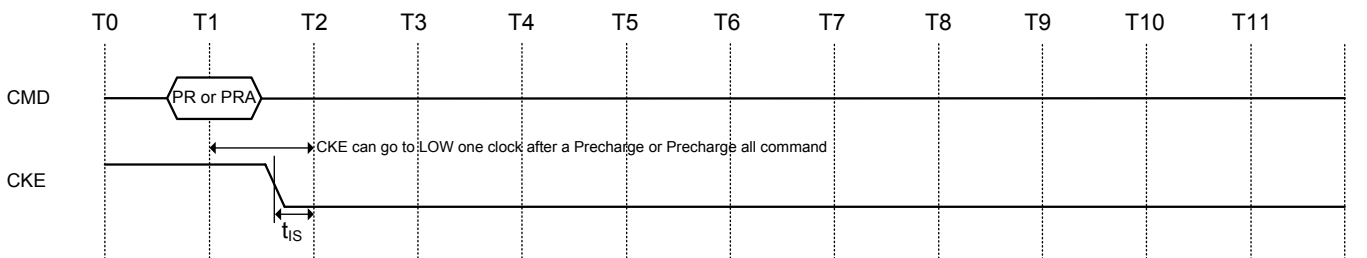 T0 T1 T2 T3 T4 T5 T6 T7 T8 T9 T10 T11
CMD PR or PRA
CKE can go to LOW one clock after a Precharge or Precharge all command
CKE
tIS